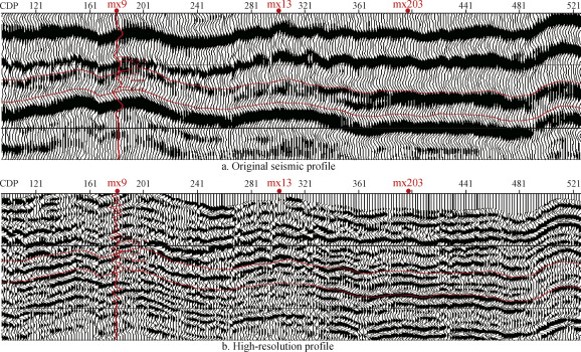 mx9 mx13 mx203
CDP 121 161 201 241 281 321 361 441 481 521
a. Original seismic profile
mx9 mx13 mx203
CDP 121 161 201 241 281 321 361 441 481 521
b. High-resolution profile